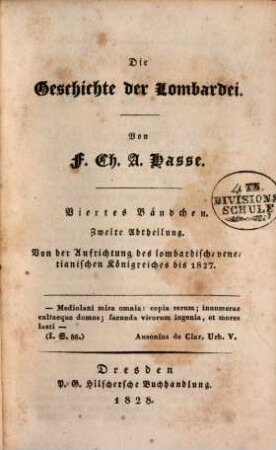 Die
Geschichte der Lombardei.
Von
F. Ch. A. Hasse.
4TE
DIVISIONS
SCHULE
Viertes Bändchen.
Zweite Abtheilung.
Von der Aufrichtung des lombardisch-vene-
tianischen Königreiches bis 1827.
— Mediolani mira omnia: copia rerum; innumerae
cultaeque domus; facunda virorum ingenia, et mores
laeti —
(I. S. 86.) Ausonius de Clar. Urb. V.
Dresden
P. G. Hilschersche Buchhandlung.
1828.